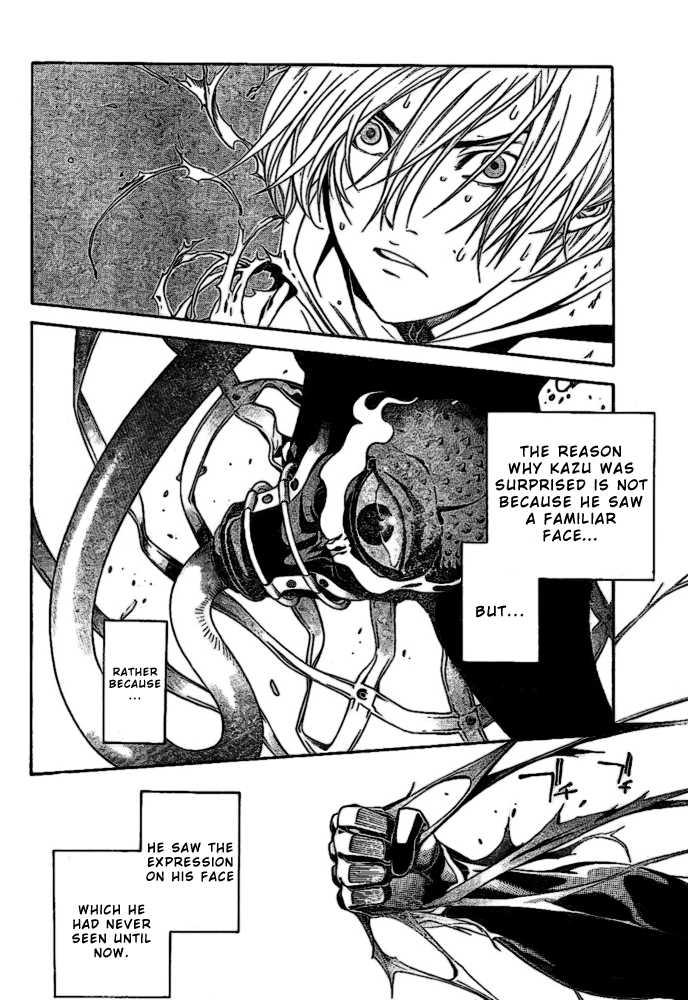 THE REASON
WHY KAZU WAS
SURPRISED IS NOT
BECAUSE HE SAW
A FAMILIAR
FACE...
BUT...
RATHER
BECAUSE
...
HE SAW THE
EXPRESSION
ON HIS FACE
WHICH HE
HAD NEVER
SEEN UNTIL
NOW.